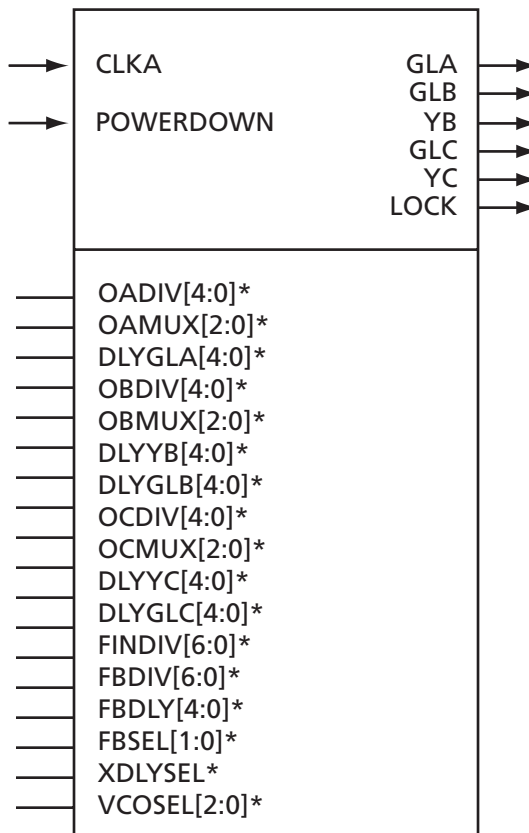 CLKA GLA
GLB
POWERDOWN YB
GLC
YC
LOCK
OADIV[4:0]*
OAMUX[2:0]*
DLYGLA[4:0]*
OBDIV[4:0]*
OBMUX[2:0]*
DLYYB[4:0]*
DLYGLB[4:0]*
OCDIV[4:0]*
OCMUX[2:0]*
DLYYC[4:0]*
DLYGLC[4:0]*
FINDIV[6:0]*
FBDIV[6:0]*
FBDLY[4:0]*
FBSEL[1:0]*
XDLYSEL*
VCOSEL[2:0]*